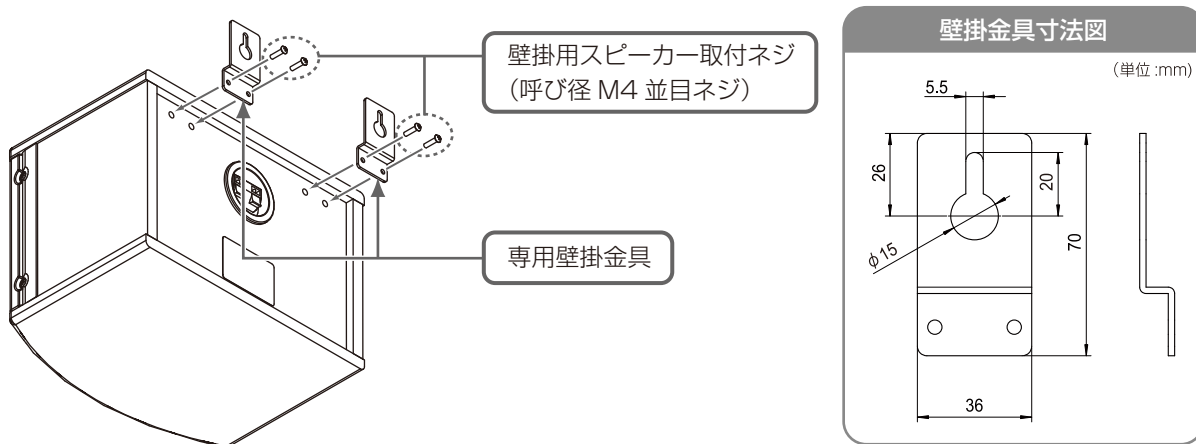 壁掛用スピーカー取付ネジ
（呼び径 M4 並目ネジ）
専用壁掛金具
壁掛金具寸法図
（単位:mm）
5.5
26
20
70
φ15
36